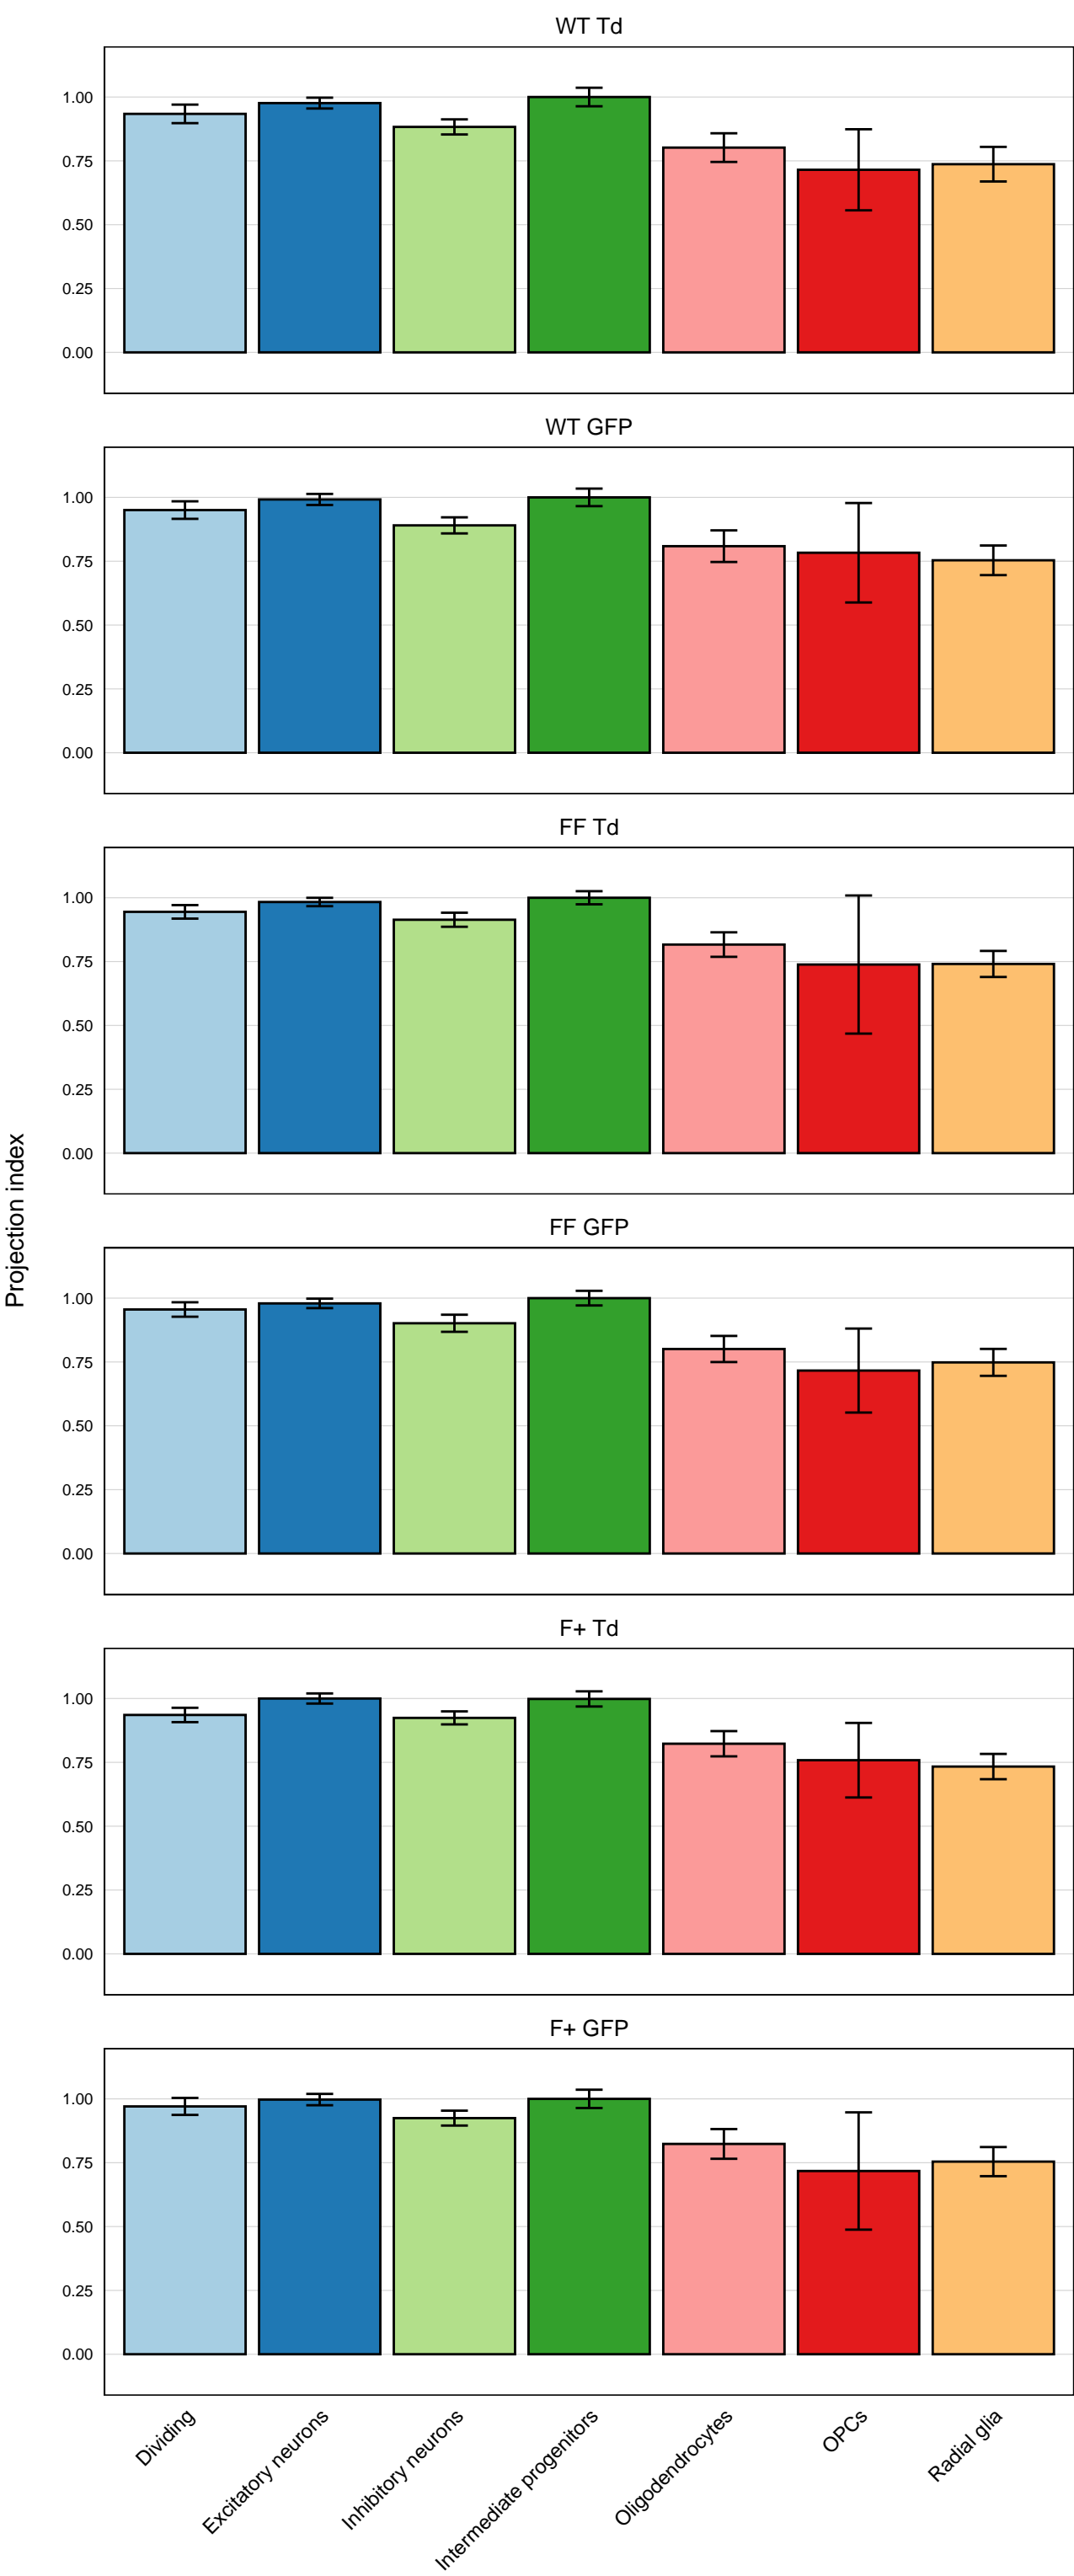 WT Td
1.00
0.75
0.50
0.25
0.00
WT GFP
1.00
0.75
0.50
0.25
0.00
FF Td
1.00
0.75
0.50
0.25
0.00
Projection index
FF GFP
1.00
0.75
0.50
0.25
0.00
F+ Td
1.00
0.75
0.50
0.25
0.00
F+ GFP
1.00
0.75
0.50
0.25
0.00
Dividing
Excitatory neurons
Inhibitory neurons
Intermediate progenitors
Oligodendrocytes
OPCs
Radial glia